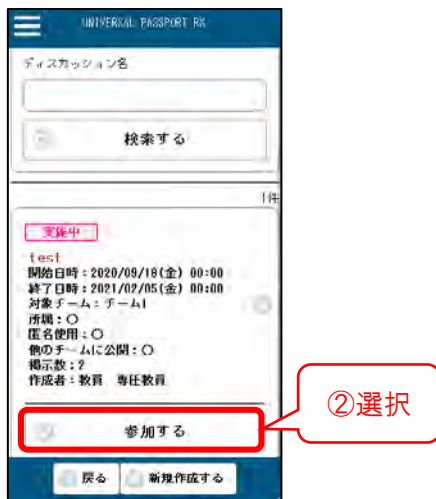 UNIVERSAL PASSPORT RX
ディスカッション名
検索する
1件
実施中
test
開始日時：2020/09/18(金) 00:00
終了日時：2021/02/05(金) 00:00
対象チーム：チーム1
所属：〇
匿名使用：〇
他のチームに公開：〇
掲示数：2
作成者：教員　専任教員
参加する
②選択
戻る
新規作成する